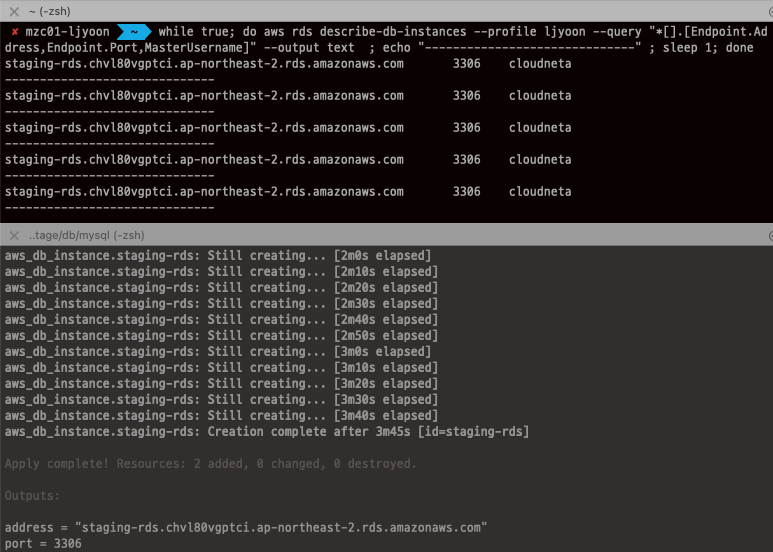 ~ (-zsh)
✘ mzc01-ljyoon ~ while true; do aws rds describe-db-instances --profile ljyoon --query "*[].[Endpoint.Ad
dress,Endpoint.Port,MasterUsername]" --output text  ; echo "------------------------------" ; sleep 1; done
staging-rds.chvl80vgptci.ap-northeast-2.rds.amazonaws.com 3306 cloudneta
------------------------------
staging-rds.chvl80vgptci.ap-northeast-2.rds.amazonaws.com 3306 cloudneta
------------------------------
staging-rds.chvl80vgptci.ap-northeast-2.rds.amazonaws.com 3306 cloudneta
------------------------------
staging-rds.chvl80vgptci.ap-northeast-2.rds.amazonaws.com 3306 cloudneta
------------------------------
staging-rds.chvl80vgptci.ap-northeast-2.rds.amazonaws.com 3306 cloudneta
------------------------------
..tage/db/mysql (-zsh)
aws_db_instance.staging-rds: Still creating... [2m0s elapsed]
aws_db_instance.staging-rds: Still creating... [2m10s elapsed]
aws_db_instance.staging-rds: Still creating... [2m20s elapsed]
aws_db_instance.staging-rds: Still creating... [2m30s elapsed]
aws_db_instance.staging-rds: Still creating... [2m40s elapsed]
aws_db_instance.staging-rds: Still creating... [2m50s elapsed]
aws_db_instance.staging-rds: Still creating... [3m0s elapsed]
aws_db_instance.staging-rds: Still creating... [3m10s elapsed]
aws_db_instance.staging-rds: Still creating... [3m20s elapsed]
aws_db_instance.staging-rds: Still creating... [3m30s elapsed]
aws_db_instance.staging-rds: Still creating... [3m40s elapsed]
aws_db_instance.staging-rds: Creation complete after 3m45s [id=staging-rds]
Apply complete! Resources: 2 added, 0 changed, 0 destroyed.
Outputs:
address = "staging-rds.chvl80vgptci.ap-northeast-2.rds.amazonaws.com"
port = 3306